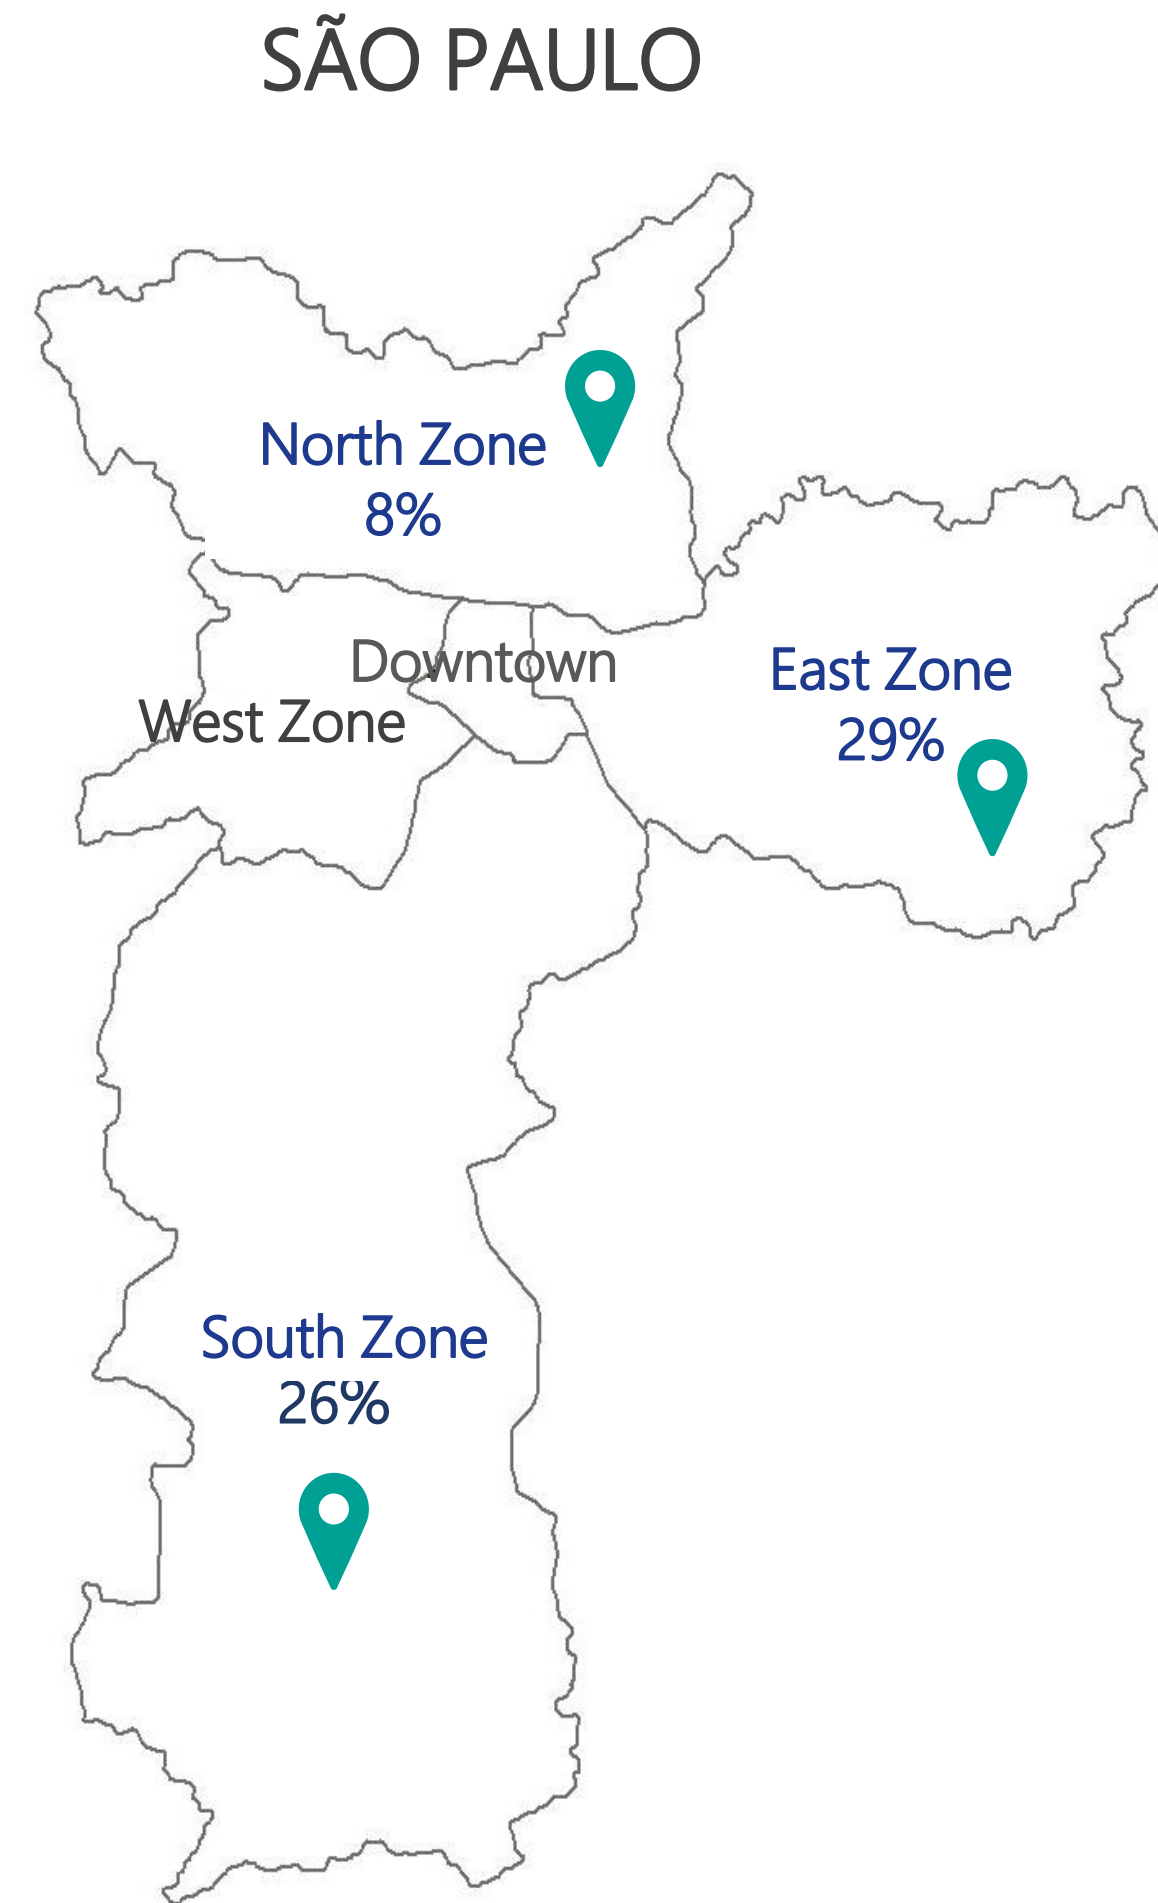 SÃO PAULO
North Zone
8%
Downtown
West Zone
East Zone
29%
South Zone
26%